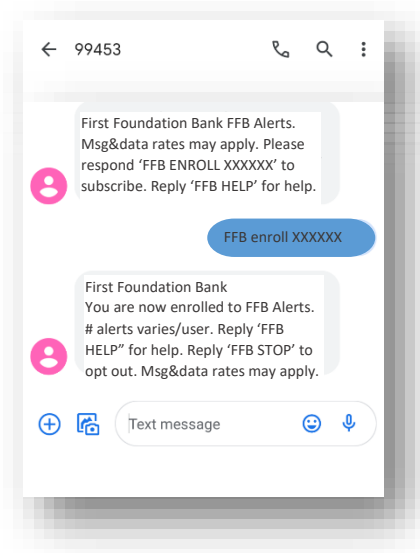 99453
First Foundation Bank FFB Alerts.
Msg&data rates may apply. Please
respond ‘FFB ENROLL XXXXXX’ to
subscribe. Reply ‘FFB HELP’ for help.
FFB enroll XXXXXX
First Foundation Bank
You are now enrolled to FFB Alerts.
# alerts varies/user. Reply ‘FFB
HELP” for help. Reply ‘FFB STOP’ to
opt out. Msg&data rates may apply.
Text message